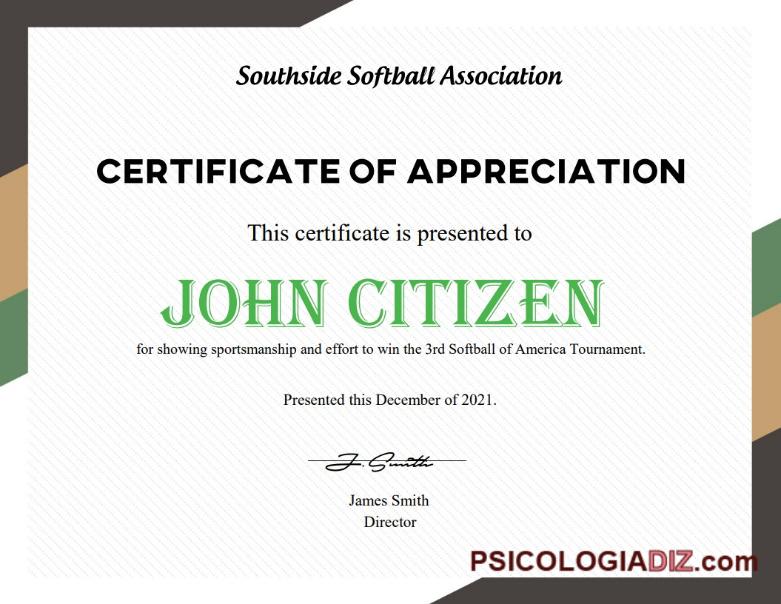 Southside Softball Association
CERTIFICATE OF APPRECIATION
This certificate is presented to
JOHN CITIZEN
for showing sportsmanship and effort to win the 3rd Softball of America Tournament.
Presented this December of 2021.
J. Smith
James Smith
Director
PSICOLOGIADIZ.com